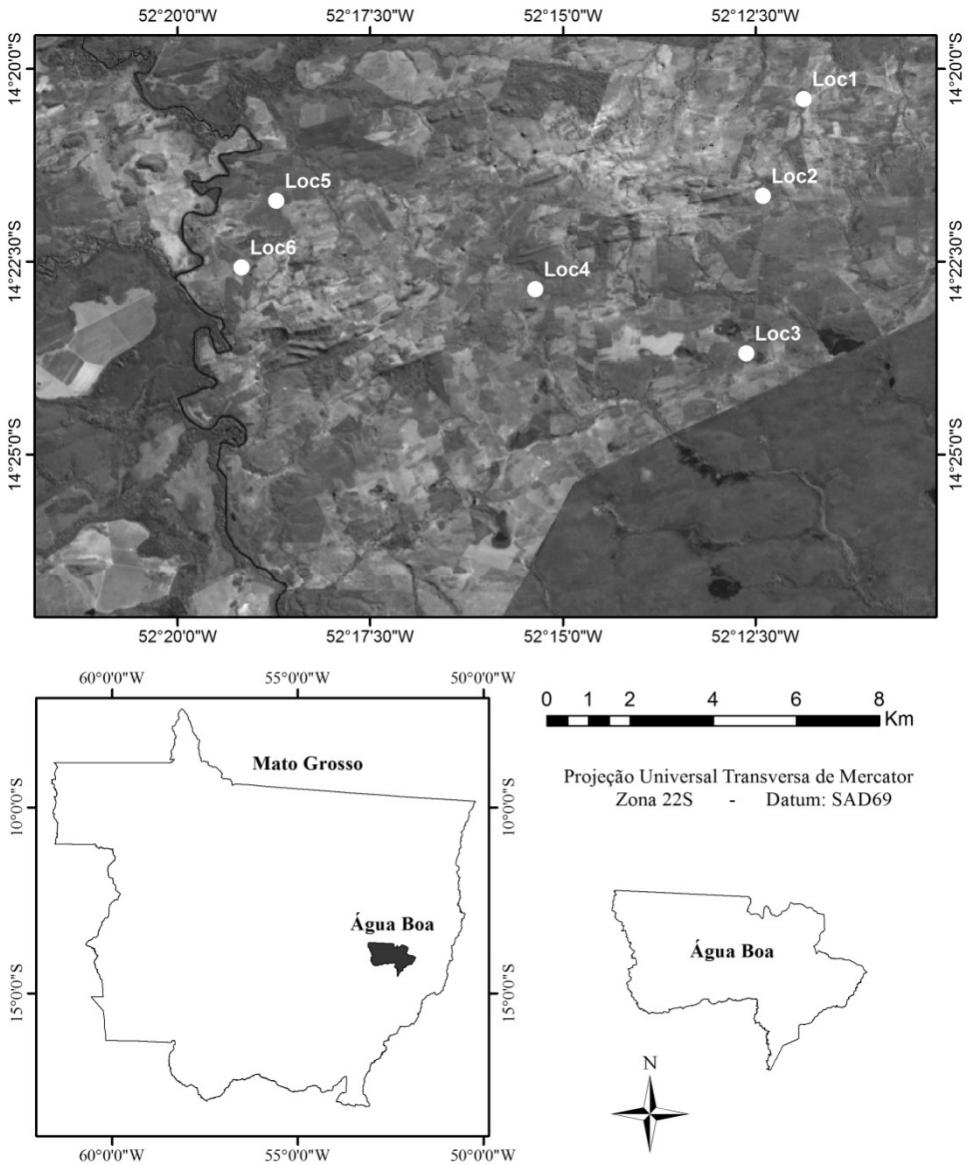 52°20'0"W 52°17'30"W 52°15'0"W 52°12'30"W
14°20'0"S 14°20'0"S
Loc1
Loc2
Loc5
14°22'30"S Loc6 14°22'30"S
Loc4
Loc3
14°25'0"S 14°25'0"S
52°20'0"W 52°17'30"W 52°15'0"W 52°12'30"W
60°0'0"W 55°0'0"W 50°0'0"W
Mato Grosso
10°0'0"S 10°0'0"S
Água Boa
15°0'0"S 15°0'0"S
60°0'0"W 55°0'0"W 50°0'0"W
0 1 2 4 6 8
Km
Projeção Universal Transversa de Mercator
Zona 22S - Datum: SAD69
Água Boa
N